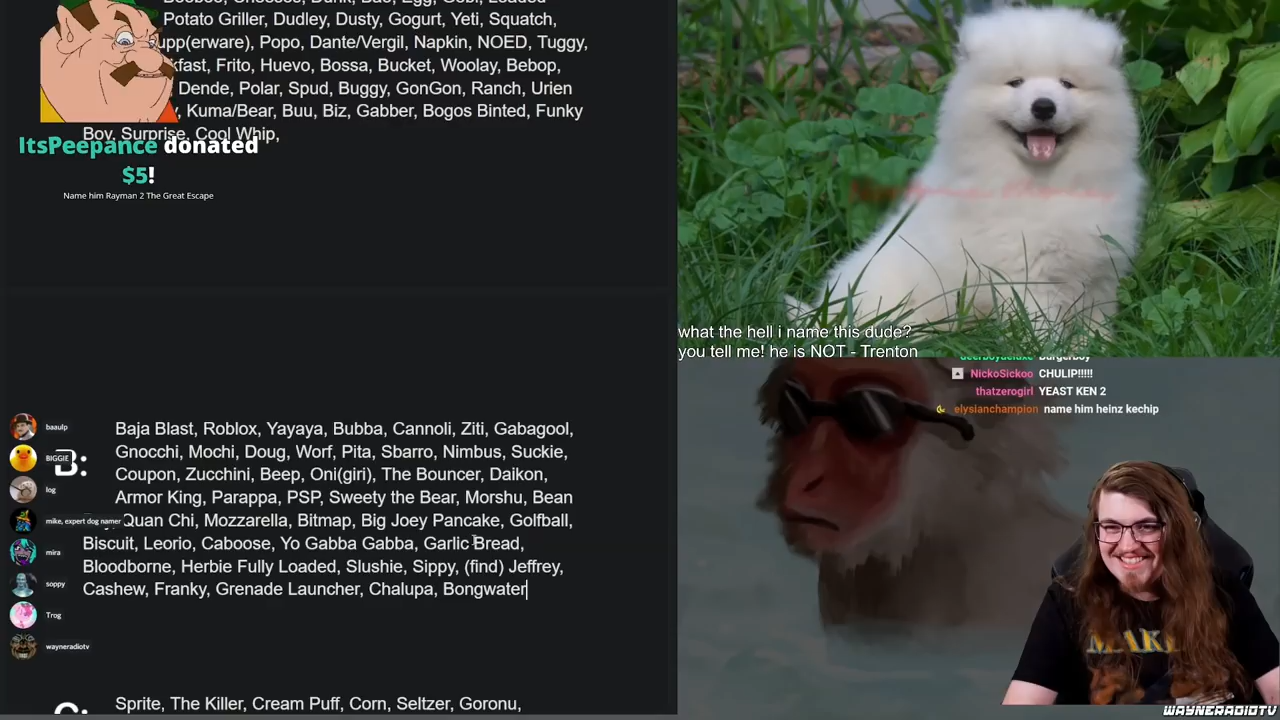 Potato Griller, Dudley, Dusty, Gogurt, Yeti, Squatch,
upp(erware), Popo, Dante/Vergil, Napkin, NOED, Tuggy,
kfast, Frito, Huevo, Bossa, Bucket, Woolay, Bebop,
Dende, Polar, Spud, Buggy, GonGon, Ranch, Urien
, Kuma/Bear, Buu, Biz, Gabber, Bogos Binted, Funky
Boy, Surprise, Cool Whip,
ItsPeepance donated
$5!
Name him Rayman 2 The Great Escape
B:
Baja Blast, Roblox, Yayaya, Bubba, Cannoli, Ziti, Gabagool,
Gnocchi, Mochi, Doug, Worf, Pita, Sbarro, Nimbus, Suckie,
Coupon, Zucchini, Beep, Oni(giri), The Bouncer, Daikon,
Armor King, Parappa, PSP, Sweety the Bear, Morshu, Bean
Quan Chi, Mozzarella, Bitmap, Big Joey Pancake, Golfball,
Biscuit, Leorio, Caboose, Yo Gabba Gabba, Garlic Bread,
Bloodborne, Herbie Fully Loaded, Slushie, Sippy, (find) Jeffrey,
Cashew, Franky, Grenade Launcher, Chalupa, Bongwater
baaulp
BIGGIE
log
mike, expert dog namer
mira
soppy
Trog
wayneradiotv
Sprite, The Killer, Cream Puff, Corn, Seltzer, Goronu,
what the hell i name this dude?
you tell me! he is NOT - Trenton
NickoSickoo CHULIP!!!!!
thatzerogirl YEAST KEN 2
elysianchampion name him heinz kechip
WAYNERADIOTV